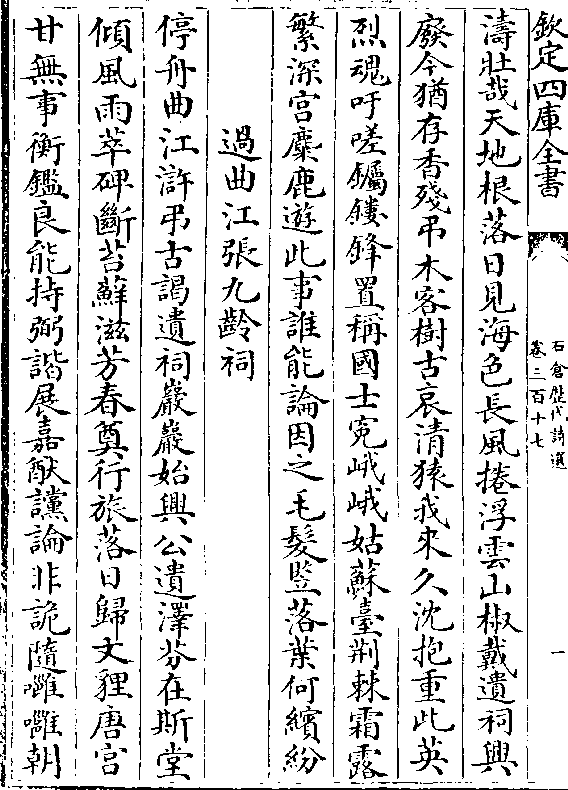 欽定四庫全書
石倉歷代詩選
卷三百十七
一
濤壯哉天地根落日見海色長風捲浮雲山椒戴遺祠興
廢今猶存香殘弔木客樹古哀清猿我来久沈抱重此英
烈魂吁嗟钃鏤鋒置稱國士寃峨峨姑蘇臺荆棘霜露
繁深宫麋鹿遊此事誰能論因之毛髮豎落葉何繽紛
過曲江張九齡祠
停舟曲江滸弔古謁遺祠巖巖始興公遺澤芬在斯堂
傾風雨萃碑斷苔蘚滋芳春奠行旅落日歸文貍唐宫
廿無事衡鑑良能持弼諧展嘉猷讜論非詭隨雝雝朝